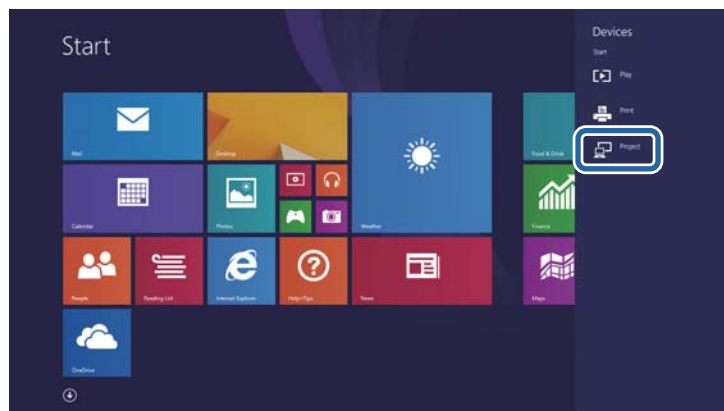 Start
Devices
Start
Play
Print
Project
Mail
Desktop
Food & Drink
Calendar
Photos
Weather
Finance
People
Reading List
Internet Explorer
Help+Tips
News
Maps
OneDrive